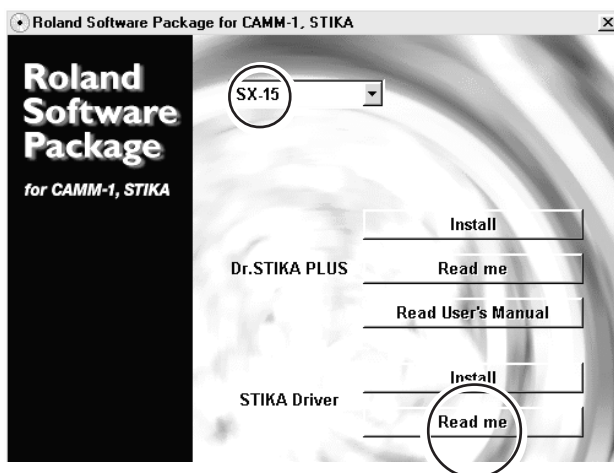 Roland Software Package for CAMM-1, STIKA
Roland
Software
Package
for CAMM-1, STIKA
SX-15
Install
Dr.STIKA PLUS
Read me
Read User's Manual
Install
STIKA Driver
Read me